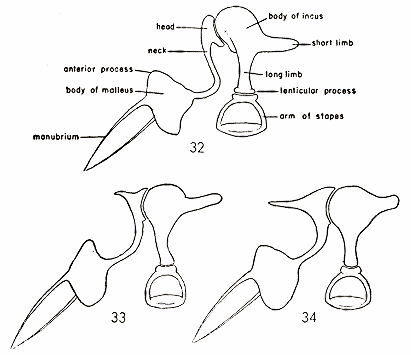 head
body of incus
neck
short limb
anterior process
long limb
body of malleus
lenticular process
arm of stapes
manubrium
32
33
34